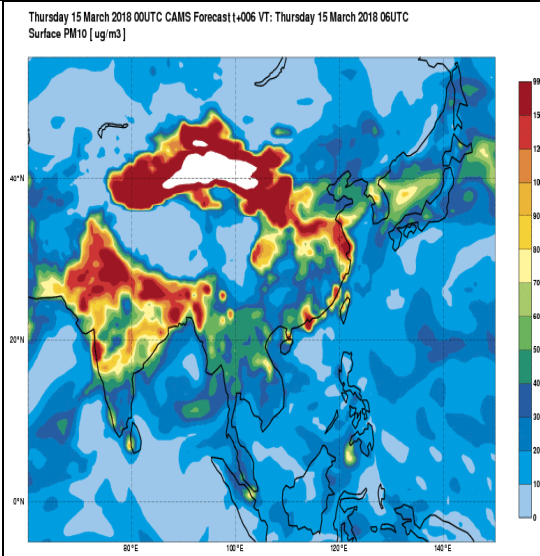 Thursday 15 March 2018 00UTC CAMS Forecast t+006 VT: Thursday 15 March 2018 06UTC
Surface PM10 [ ug/m3 ]
99
15
12
10
90
80
70
60
50
40
30
20
10
0
40°N
20°N
0°N
80°E
100°E
120°E
140°E